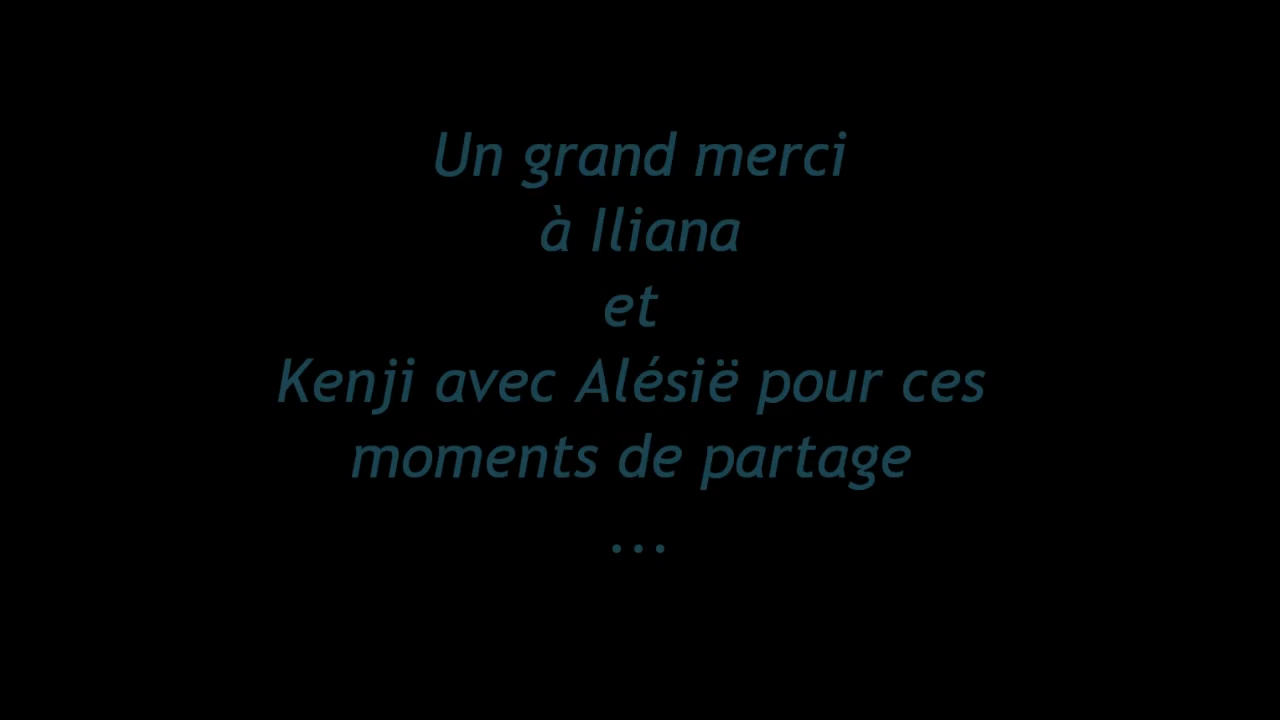 Un grand merci
à Iliana
et
Kenji avec Alésië pour ces
moments de partage
...